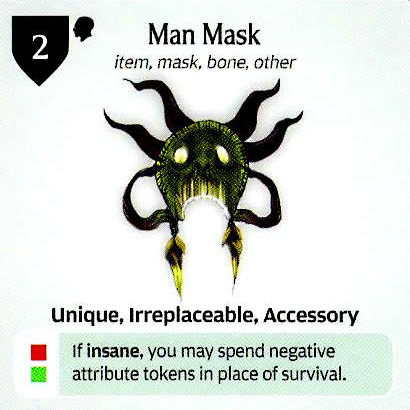 2
Man Mask
item, mask, bone, other
Unique, Irreplaceable, Accessory
If insane, you may spend negative
attribute tokens in place of survival.